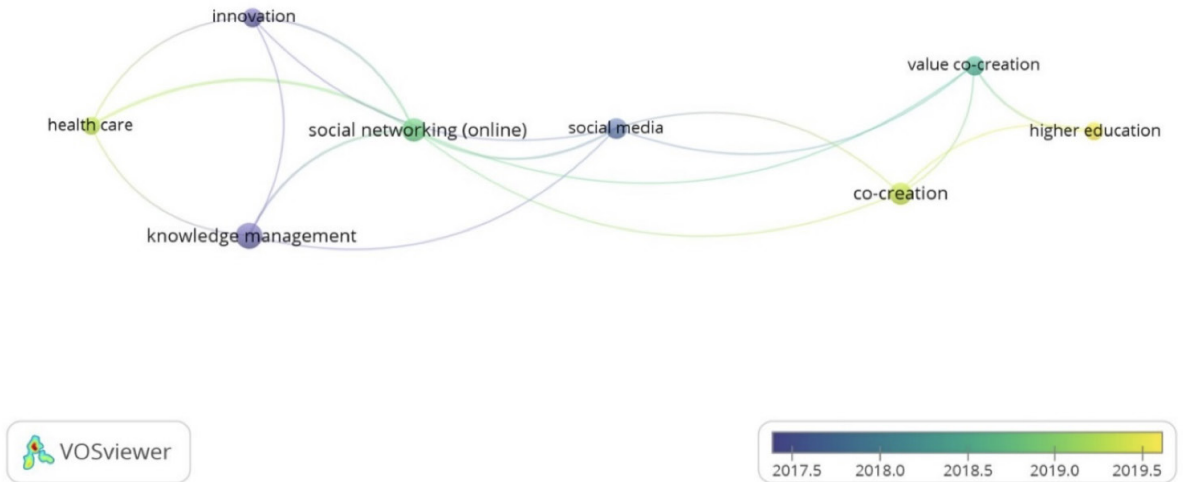 innovation
value co-creation
health care
social networking (online)
social media
higher education
co-creation
knowledge management
VOSviewer
2017.5 2018.0 2018.5 2019.0 2019.5